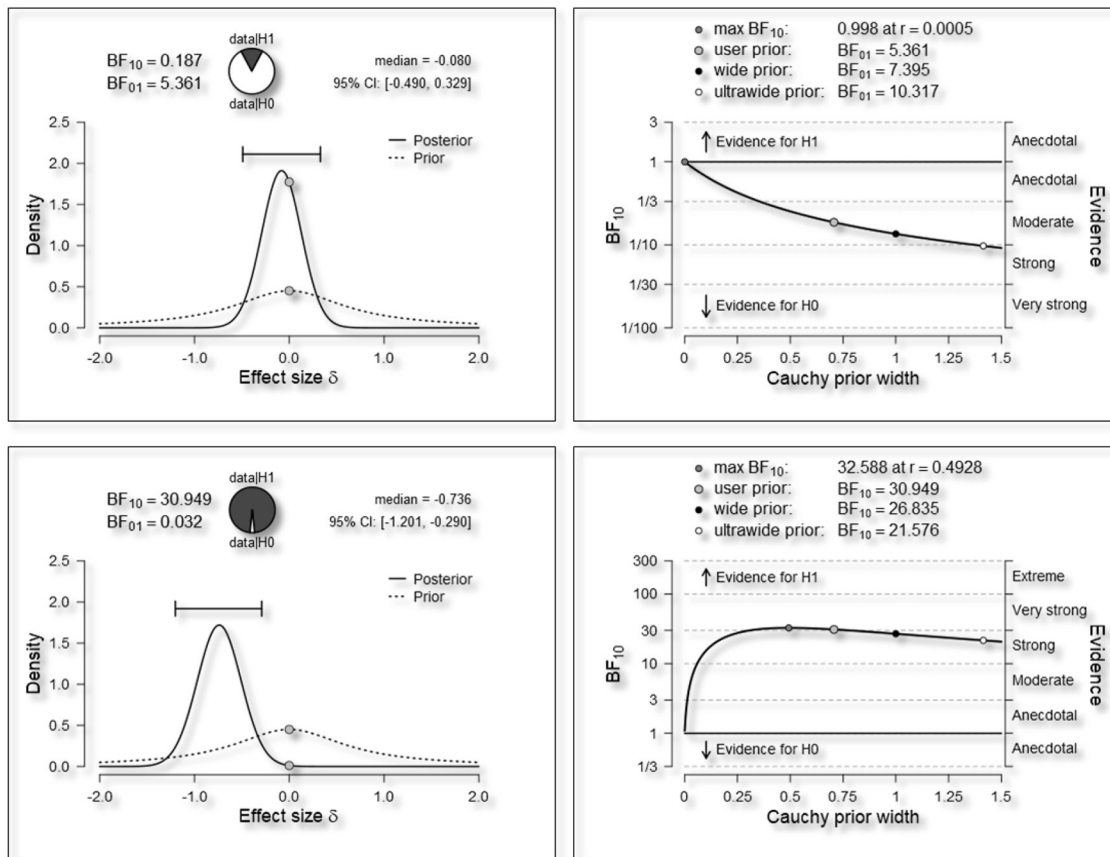 data|H1
BF10 = 0.187
BF01 = 5.361
data|H0
median = -0.080
95% CI: [-0.490, 0.329]
Posterior
Prior
Density
2.5
2.0
1.5
1.0
0.5
0.0
-2.0 -1.0 0.0 1.0 2.0
Effect size δ
max BF10: 0.998 at r = 0.0005
user prior: BF01 = 5.361
wide prior: BF01 = 7.395
ultrawide prior: BF01 = 10.317
BF10
3
1
1/3
1/10
1/30
1/100
Evidence for H1
Evidence for H0
Anecdotal
Anecdotal
Moderate
Strong
Very strong
Evidence
0 0.25 0.5 0.75 1 1.25 1.5
Cauchy prior width
data|H1
BF10 = 30.949
BF01 = 0.032
data|H0
median = -0.736
95% CI: [-1.201, -0.290]
Posterior
Prior
Density
2.5
2.0
1.5
1.0
0.5
0.0
-2.0 -1.0 0.0 1.0 2.0
Effect size δ
max BF10: 32.588 at r = 0.4928
user prior: BF10 = 30.949
wide prior: BF10 = 26.835
ultrawide prior: BF10 = 21.576
BF10
300
100
30
10
3
1
1/3
Evidence for H1
Evidence for H0
Extreme
Very strong
Strong
Moderate
Anecdotal
Anecdotal
Evidence
0 0.25 0.5 0.75 1 1.25 1.5
Cauchy prior width